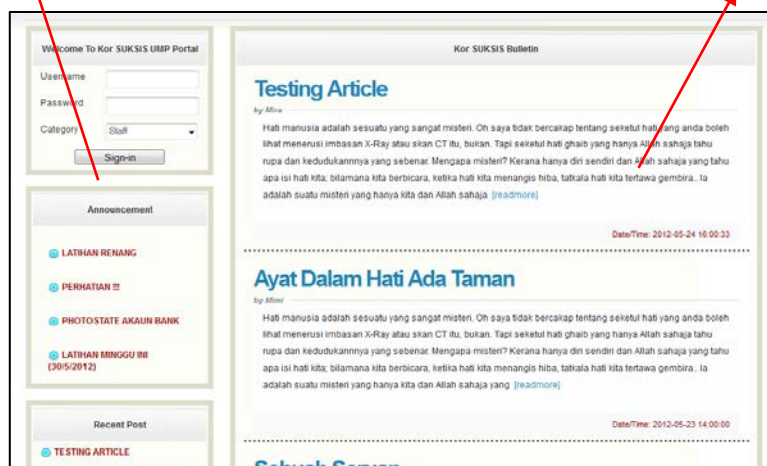 Welcome To Kor SUKSIS UMP Portal
Username
Password
Category
Staff
Sign-in
Announcement
LATIHAN RENANG
PERHATIAN !!!
PHOTOSTATE AKAUN BANK
LATIHAN MINGGU INI
(30/5/2012)
Recent Post
TESTING ARTICLE
Kor SUKSIS Bulletin
Testing Article
by Mira
Hati manusia adalah sesuatu yang sangat misteri. Oh saya tidak bercakap tentang seketul hati yang anda boleh
lihat menerusi imbasan X-Ray atau skan CT itu, bukan. Tapi seketul hati ghaib yang hanya Allah sahaja tahu
rupa dan kedudukannnya yang sebenar. Mengapa misteri? Kerana hanya diri sendiri dan Allah sahaja yang tahu
apa isi hati kita; bilamana kita berbicara, ketika hati kita menangis hiba, tatkala hati kita tertawa gembira.. Ia
adalah suatu misteri yang hanya kita dan Allah sahaja [readmore]
Date/Time: 2012-05-24 16:00:33
Ayat Dalam Hati Ada Taman
by Mimi
Hati manusia adalah sesuatu yang sangat misteri. Oh saya tidak bercakap tentang seketul hati yang anda boleh
lihat menerusi imbasan X-Ray atau skan CT itu, bukan. Tapi seketul hati ghaib yang hanya Allah sahaja tahu
rupa dan kedudukannnya yang sebenar. Mengapa misteri? Kerana hanya diri sendiri dan Allah sahaja yang tahu
apa isi hati kita; bilamana kita berbicara, ketika hati kita menangis hiba, tatkala hati kita tertawa gembira.. Ia
adalah suatu misteri yang hanya kita dan Allah sahaja yang [readmore]
Date/Time: 2012-05-23 14:00:00